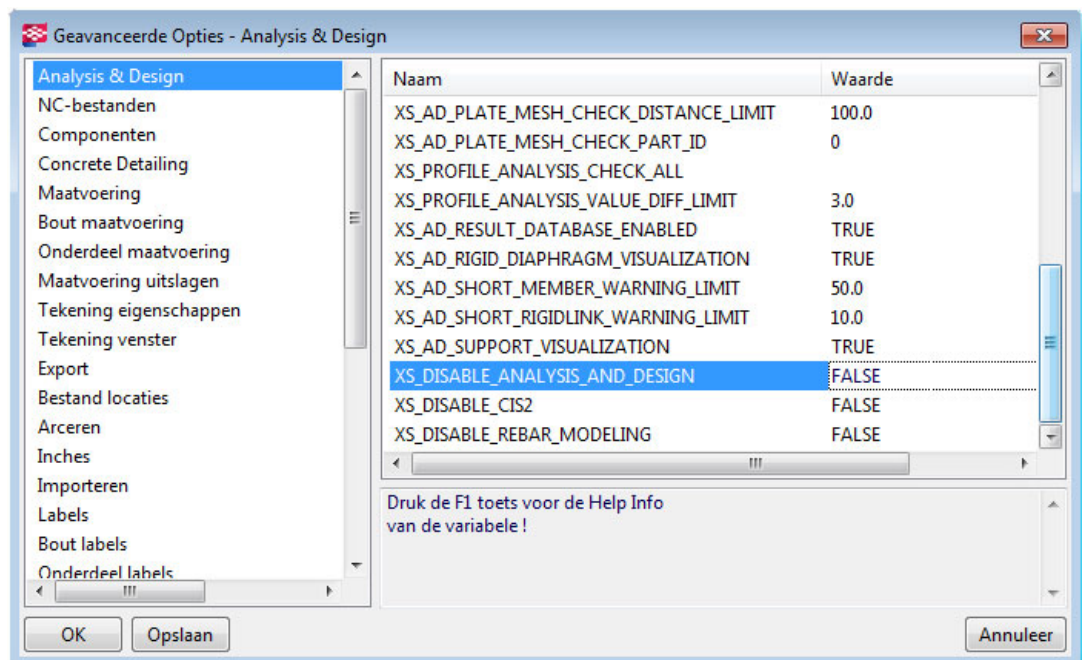 Geavanceerde Opties - Analysis & Design
Analysis & Design
NC-bestanden
Componenten
Concrete Detailing
Maatvoering
Bout maatvoering
Onderdeel maatvoering
Maatvoering uitslagen
Tekening eigenschappen
Tekening venster
Export
Bestand locaties
Arceren
Inches
Importeren
Labels
Bout labels
Onderdeel labels
Naam Waarde
XS_AD_PLATE_MESH_CHECK_DISTANCE_LIMIT 100.0
XS_AD_PLATE_MESH_CHECK_PART_ID 0
XS_PROFILE_ANALYSIS_CHECK_ALL
XS_PROFILE_ANALYSIS_VALUE_DIFF_LIMIT 3.0
XS_AD_RESULT_DATABASE_ENABLED TRUE
XS_AD_RIGID_DIAPHRAGM_VISUALIZATION TRUE
XS_AD_SHORT_MEMBER_WARNING_LIMIT 50.0
XS_AD_SHORT_RIGIDLINK_WARNING_LIMIT 10.0
XS_AD_SUPPORT_VISUALIZATION TRUE
XS_DISABLE_ANALYSIS_AND_DESIGN FALSE
XS_DISABLE_CIS2 FALSE
XS_DISABLE_REBAR_MODELING FALSE
Druk de F1 toets voor de Help Info
van de variabele !
OK Opslaan Annuleer